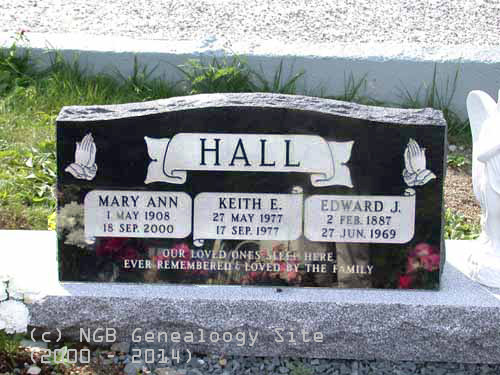 HALL
MARY ANN
1 MAY 1908
18 SEP. 2000
KEITH E.
27 MAY 1977
17 SEP. 1977
EDWARD J.
2 FEB. 1887
27 JUN. 1969
OUR LOVED ONES SLEEP HERE
EVER REMEMBERED & LOVED BY THE FAMILY
(c) NGB Genealoogy Site
(2000 - 2014)